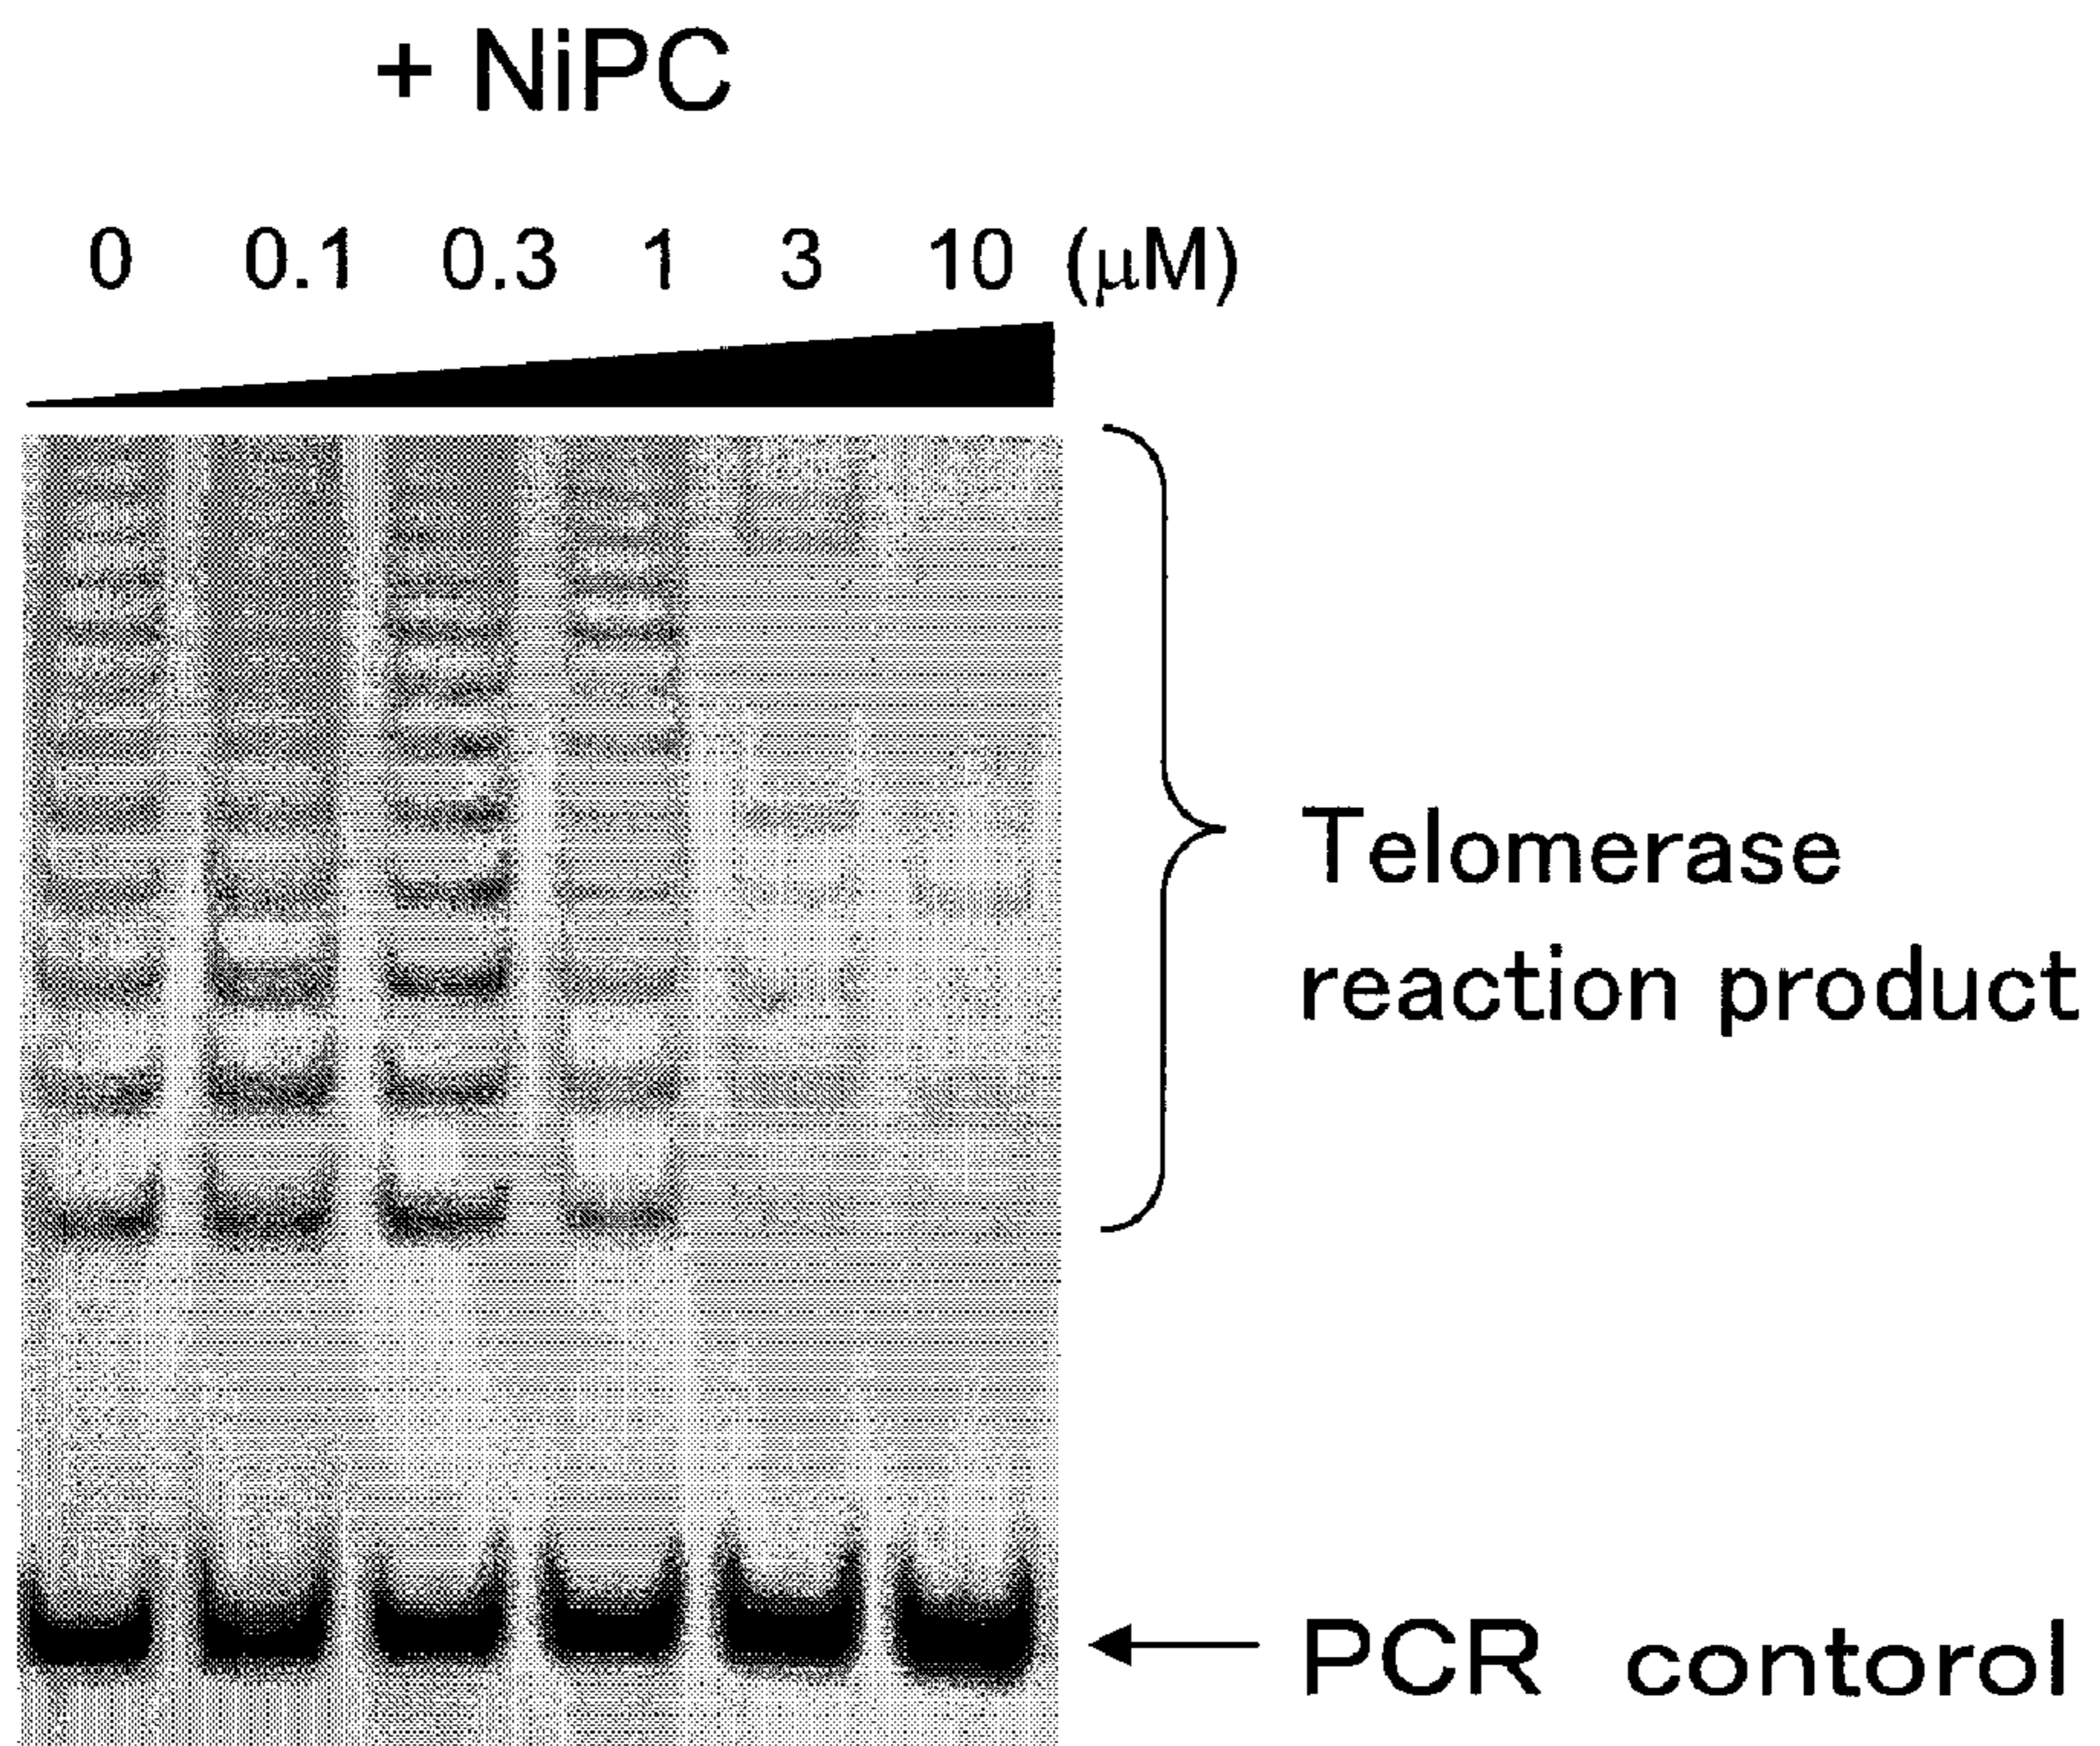 + NiPC
0 0.1 0.3 1 3 10 (μM)
Telomerase
reaction product
PCR contorol